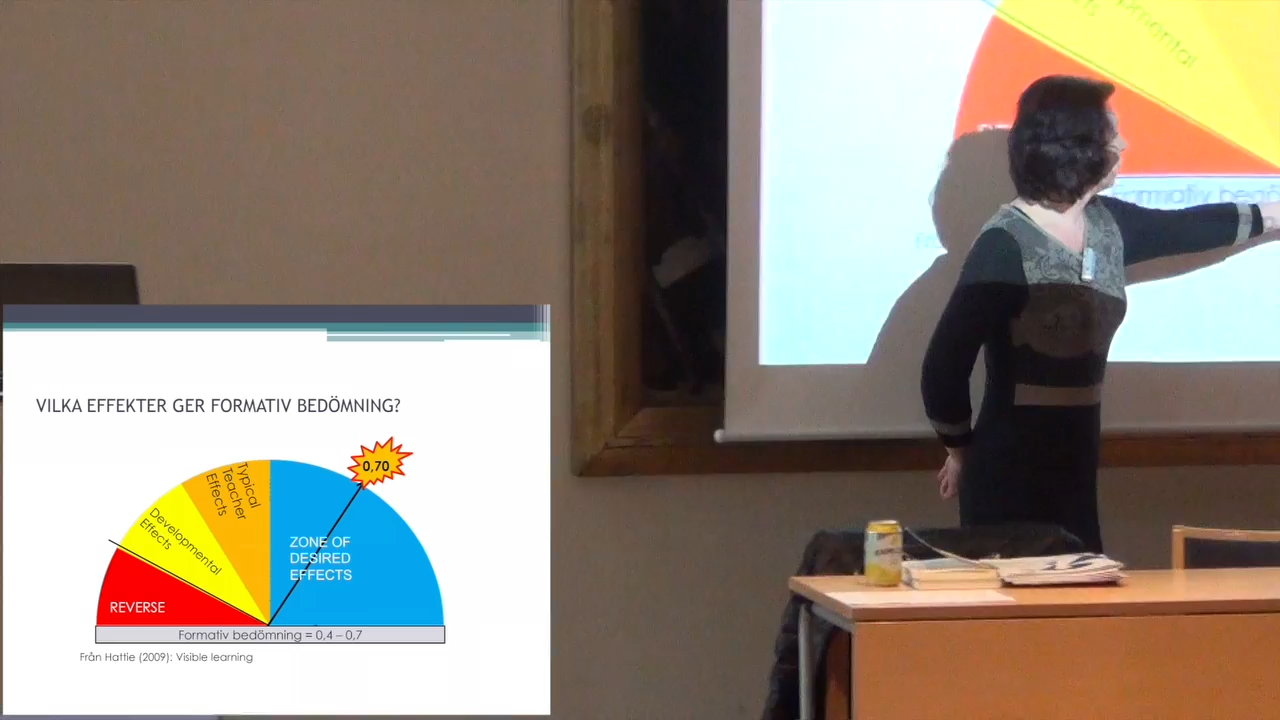 VILKA EFFEKTER GER FORMATIV BEDÖMNING?
0,70
Typical
Teacher
Effects
Developmental
Effects
ZONE OF
DESIRED
EFFECTS
REVERSE
Formativ bedömning = 0,4 – 0,7
Från Hattie (2009): Visible learning